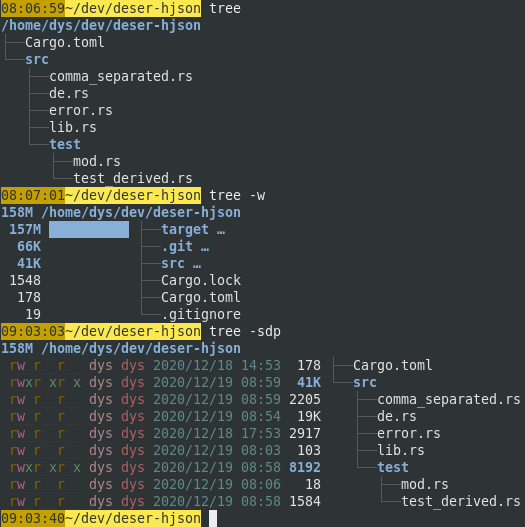 08:06:59~/dev/deser-hjson tree
/home/dys/dev/deser-hjson
├──Cargo.toml
└──src
   ├──comma_separated.rs
   ├──de.rs
   ├──error.rs
   ├──lib.rs
   └──test
      ├──mod.rs
      └──test_derived.rs
08:07:01~/dev/deser-hjson tree -w
158M /home/dys/dev/deser-hjson
157M ├──target …
66K ├──.git …
41K ├──src …
1548 ├──Cargo.lock
178 ├──Cargo.toml
19 └──.gitignore
09:03:03~/dev/deser-hjson tree -sdp
158M /home/dys/dev/deser-hjson
rw r  r   dys dys 2020/12/18 14:53  178 ├──Cargo.toml
rwxr xr x dys dys 2020/12/19 08:59  41K └──src
rw r  r   dys dys 2020/12/19 08:59 2205    ├──comma_separated.rs
rw r  r   dys dys 2020/12/19 08:54  19K    ├──de.rs
rw r  r   dys dys 2020/12/18 17:53 2917    ├──error.rs
rw r  r   dys dys 2020/12/19 08:03  103    ├──lib.rs
rwxr xr x dys dys 2020/12/19 08:58 8192    └──test
rw r  r   dys dys 2020/12/19 08:06   18       ├──mod.rs
rw r  r   dys dys 2020/12/19 08:58 1584       └──test_derived.rs
09:03:40~/dev/deser-hjson